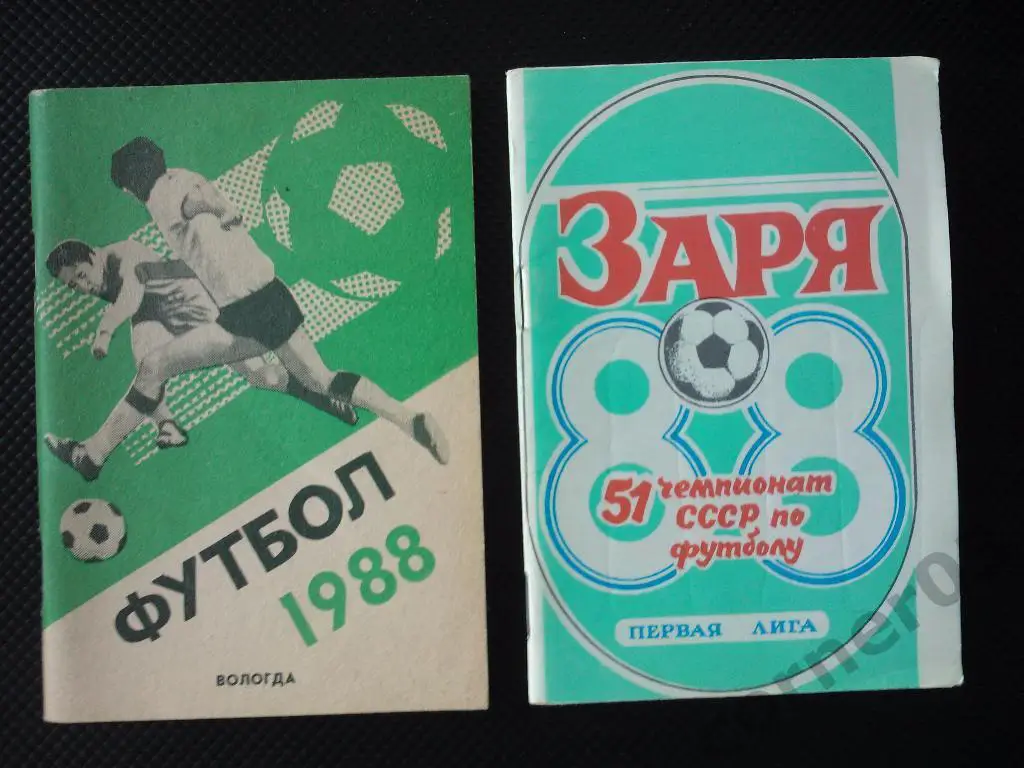 ФУТБОЛ
1988
ВОЛОГДА
ЗАРЯ
88
51 чемпионат
СССР по
футболу
ПЕРВАЯ ЛИГА